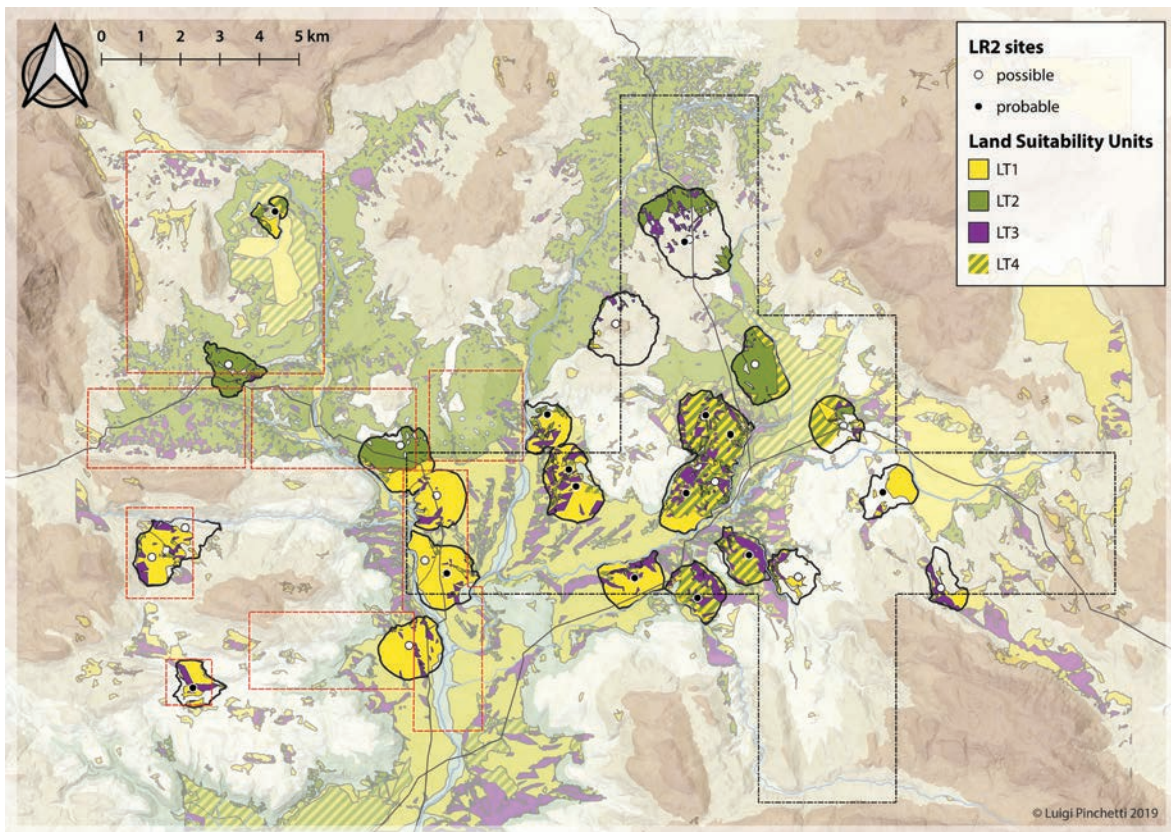 0 1 2 3 4 5 km
LR2 sites
possible
probable
Land Suitability Units
LT1
LT2
LT3
LT4
© Luigi Pinchetti 2019